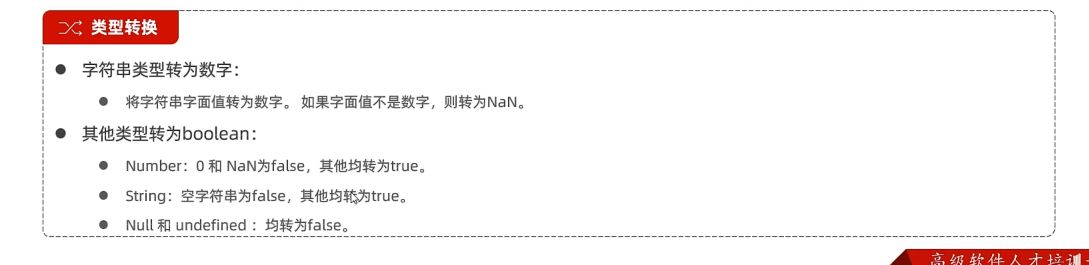 类型转换
字符串类型转为数字：
将字符串字面值转为数字。 如果字面值不是数字，则转为NaN。
其他类型转为boolean：
Number：0 和 NaN为false，其他均转为true。
String：空字符串为false，其他均转为true。
Null 和 undefined ：均转为false。
高级软件人才培训